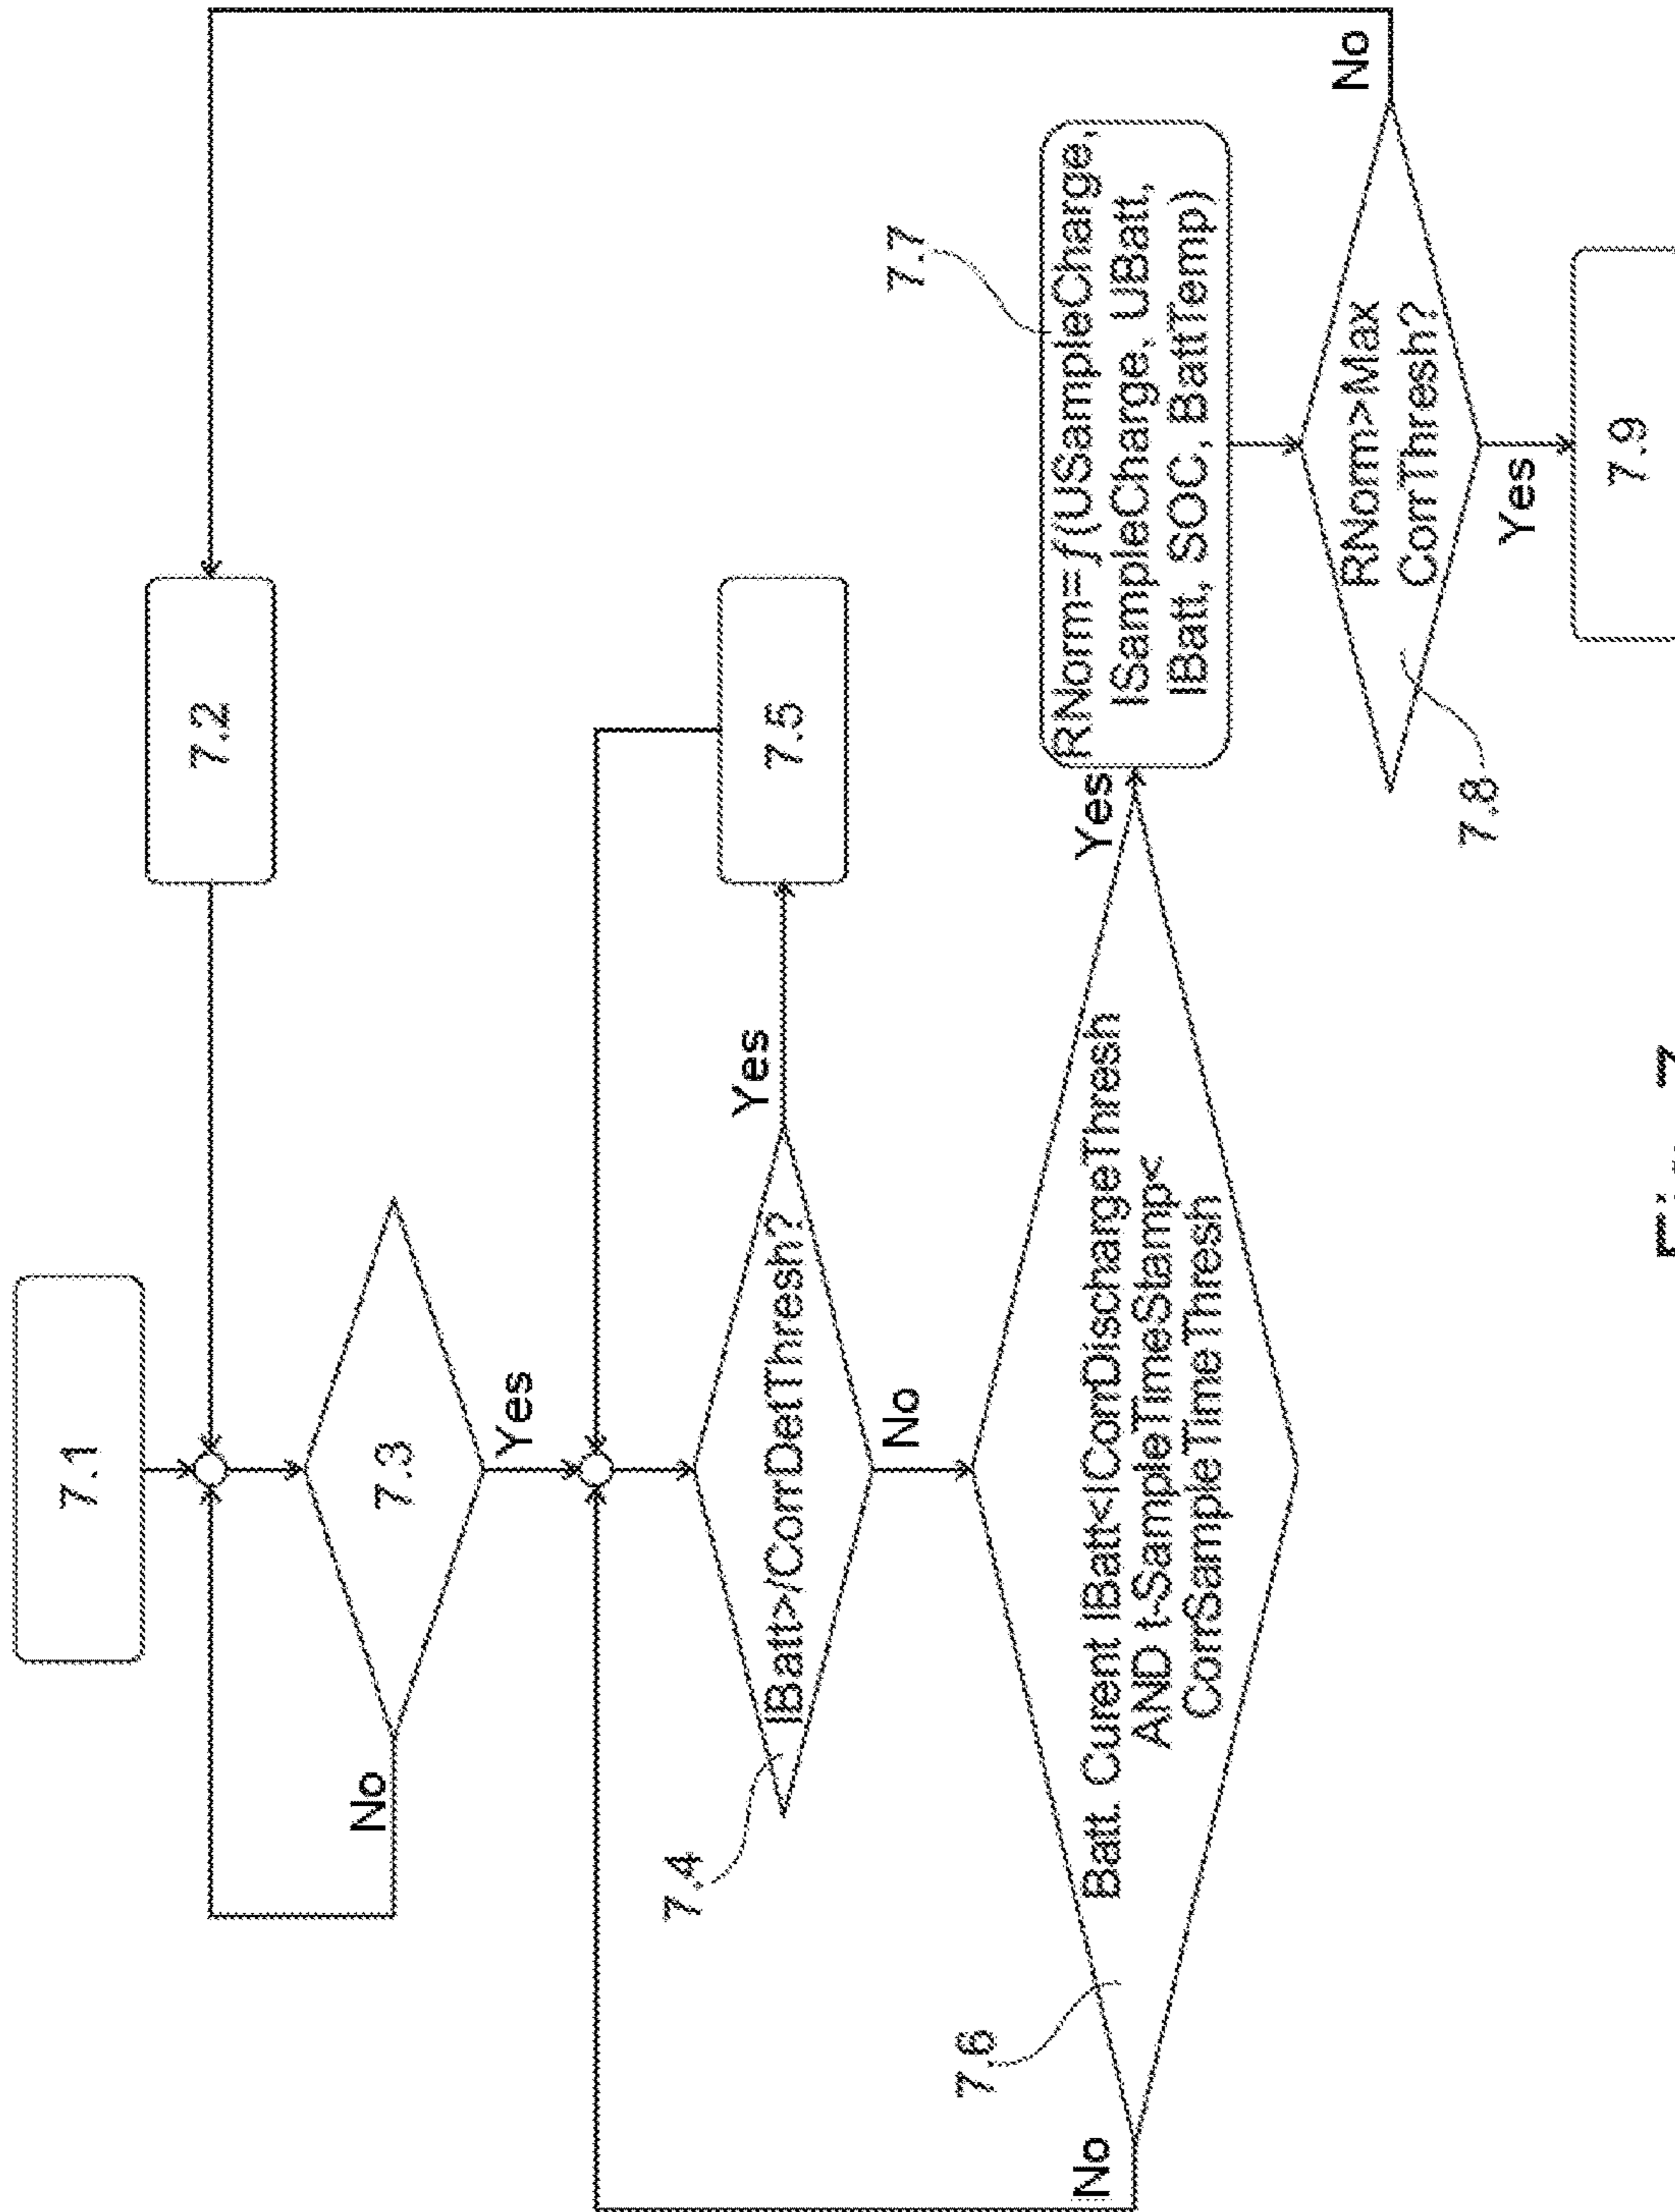 7.1
7.2
7.3
No
Yes
7.4
IBatt>/CorrDetThresh?
Yes
7.5
No
7.6
Batt. Curent IBatt<ICorrDischargeThresh
AND t-SampleTimeStamp<
CorrSampleTimeThresh
No
Yes
7.7
RNorm=f(USampleCharge,
ISampleCharge, UBatt,
IBatt, SOC, BattTemp)
7.8
RNorm>Max
CorrThresh?
No
Yes
7.9